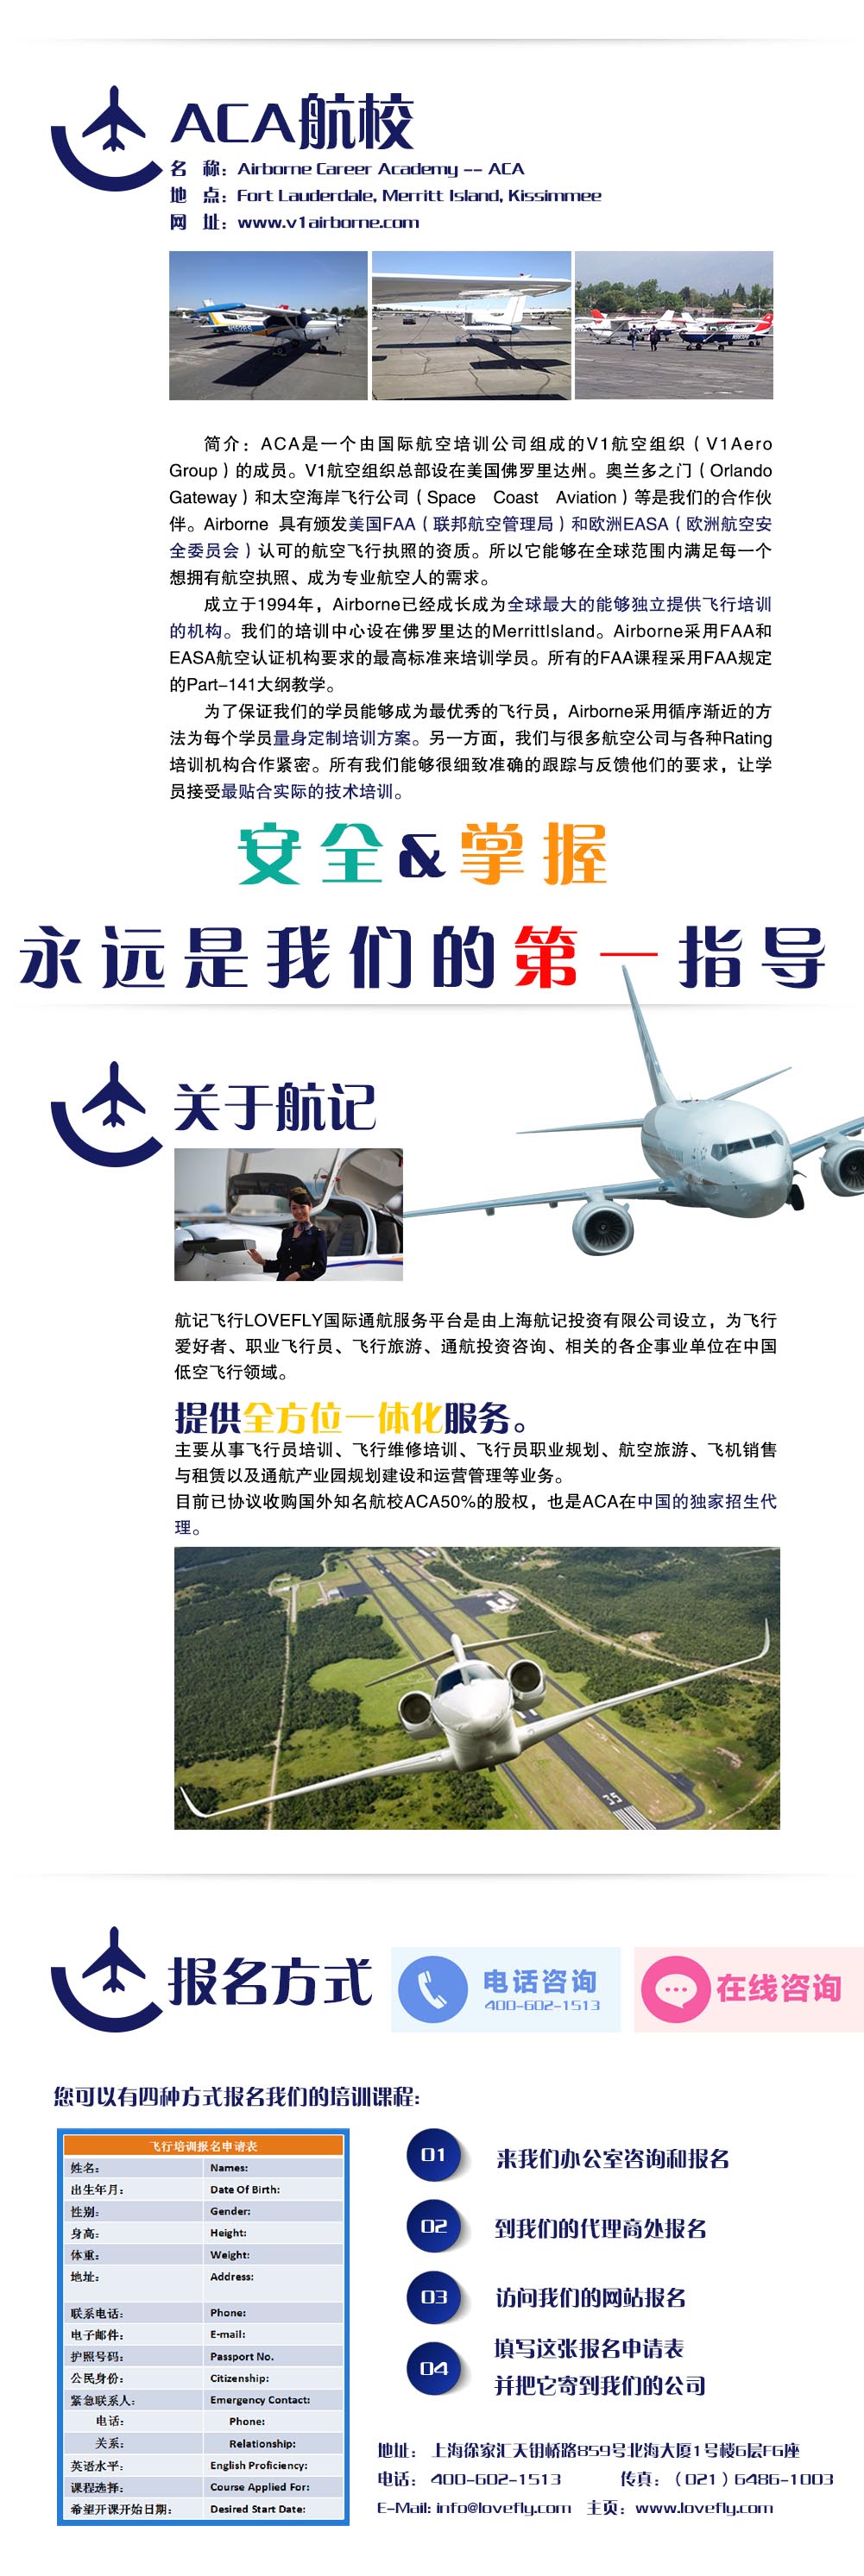 ACA航校
名 称：Airborne Career Academy -- ACA
地 点：Fort Lauderdale, Merritt Island, Kissimmee
网 址：www.v1airborne.com
简介：ACA是一个由国际航空培训公司组成的V1航空组织（V1Aero
Group）的成员。V1航空组织总部设在美国佛罗里达州。奥兰多之门（Orlando
Gateway）和太空海岸飞行公司（Space Coast Aviation）等是我们的合作伙
伴。Airborne 具有颁发美国FAA（联邦航空管理局）和欧洲EASA（欧洲航空安
全委员会）认可的航空飞行执照的资质。所以它能够在全球范围内满足每一个
想拥有航空执照、成为专业航空人的需求。
成立于1994年，Airborne已经成长成为全球最大的能够独立提供飞行培训
的机构。我们的培训中心设在佛罗里达的MerrittIsland。Airborne采用FAA和
EASA航空认证机构要求的最高标准来培训学员。所有的FAA课程采用FAA规定
的Part-141大纲教学。
为了保证我们的学员能够成为最优秀的飞行员，Airborne采用循序渐近的方
法为每个学员量身定制培训方案。另一方面，我们与很多航空公司与各种Rating
培训机构合作紧密。所有我们能够很细致准确的跟踪与反馈他们的要求，让学
员接受最贴合实际的技术培训。
安全&掌握
永远是我们的第一指导
关于航记
航记飞行LOVEFLY国际通航服务平台是由上海航记投资有限公司设立，为飞行
爱好者、职业飞行员、飞行旅游、通航投资咨询、相关的各企事业单位在中国
低空飞行领域。
提供全方位一体化服务。
主要从事飞行员培训、飞行维修培训、飞行员职业规划、航空旅游、飞机销售
与租赁以及通航产业园规划建设和运营管理等业务。
目前已协议收购国外知名航校ACA50%的股权，也是ACA在中国的独家招生代
理。
35
报名方式
电话咨询
400-602-1513
在线咨询
您可以有四种方式报名我们的培训课程：
飞行培训报名申请表
姓名： Names:
出生年月： Date Of Birth:
性别： Gender:
身高： Height:
体重： Weight:
地址： Address:
联系电话： Phone:
电子邮件： E-mail:
护照号码： Passport No.
公民身份： Citizenship:
紧急联系人： Emergency Contact:
电话： Phone:
关系： Relationship:
英语水平： English Proficiency:
课程选择： Course Applied For:
希望开课开始日期： Desired Start Date:
01 来我们办公室咨询和报名
02 到我们的代理商处报名
03 访问我们的网站报名
04 填写这张报名申请表
并把它寄到我们的公司
地址： 上海徐家汇天钥桥路859号北海大厦1号楼6层F6座
电话： 400-602-1513 传真：（021）6486-1003
E-Mail: info@lovefly.com 主页：www.lovefly.com